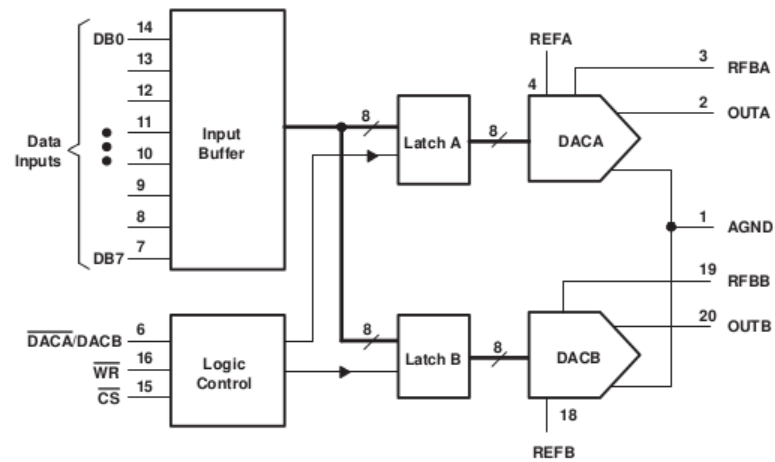 DB0 14
13
12
11
10
9
8
DB7 7
Data
Inputs
Input
Buffer
8
Latch A
8
REFA
4
DACA
3 RFBA
2 OUTA
1 AGND
19 RFBB
20 OUTB
DACA/DACB 6
WR 16
CS 15
Logic
Control
8
Latch B
8
DACB
18
REFB